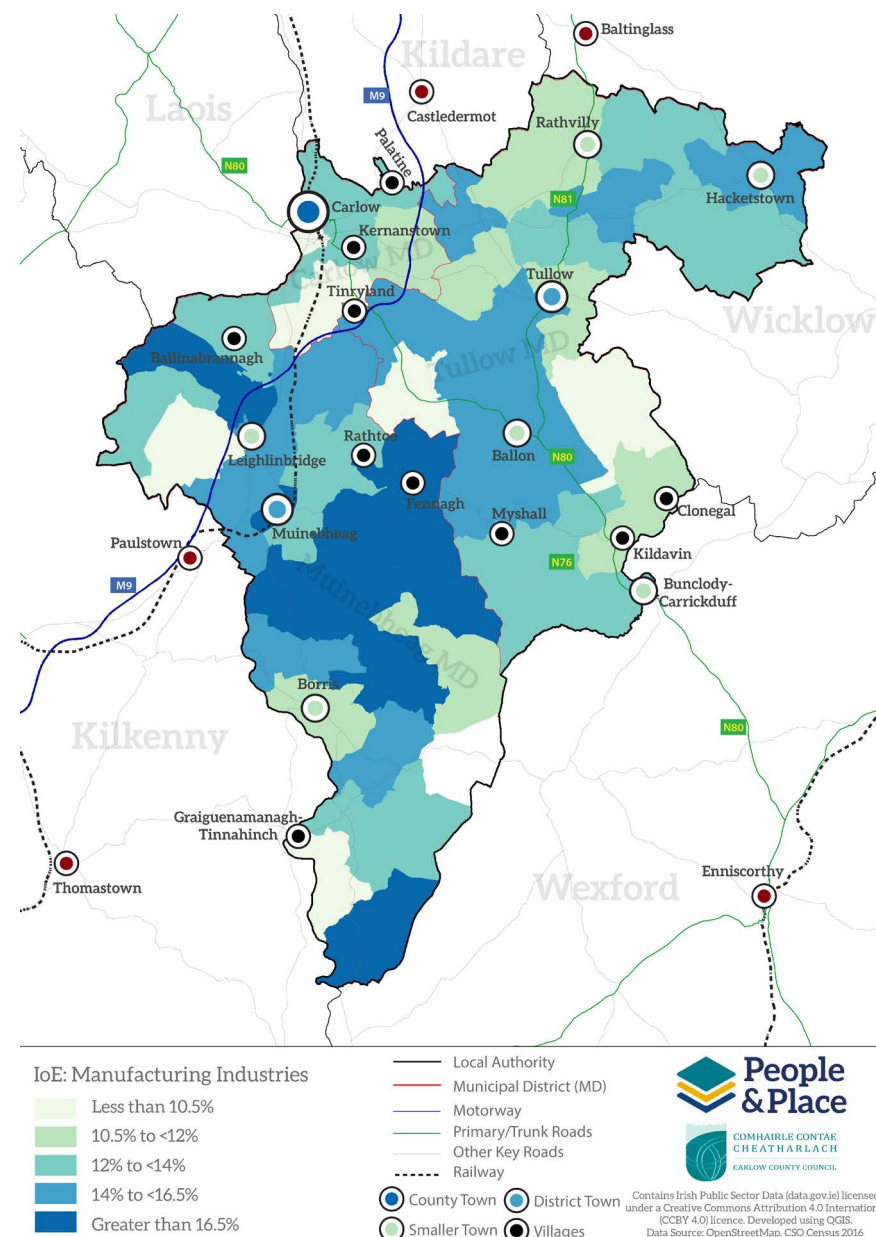 Baltinglass
Kildare
M9
Castledermot
Laois
Rathvilly
Palatine
N80
Hacketstown
Carlow
N81
Kernanstown
Carlow MD
Tullow
Tinryland
Wicklow
Ballinabrannagh
Tullow MD
Rathtoe
Leighlinbridge
Ballon
N80
Fennagh
Clonegal
Myshall
Muinebheag
Paulstown
Kildavin
N76
M9
Muinebheag MD
Bunclody-
Carrickduff
Borris
Kilkenny
N80
Graiguenamanagh-
Tinnahinch
Thomastown
Wexford
Enniscorthy
IoE: Manufacturing Industries
Less than 10.5%
10.5% to <12%
12% to <14%
14% to <16.5%
Greater than 16.5%
Local Authority
Municipal District (MD)
Motorway
Primary/Trunk Roads
Other Key Roads
Railway
County Town
District Town
Smaller Town
Villages
People
& Place
COMHAIRLE CONTAE
CHEATHARLACH
CARLOW COUNTY COUNCIL
Contains Irish Public Sector Data (data.gov.ie) licensed
under a Creative Commons Attribution 4.0 Internation
(CCBY 4.0) licence. Developed using QGIS.
Data Source: OpenStreetMap, CSO Census 2016